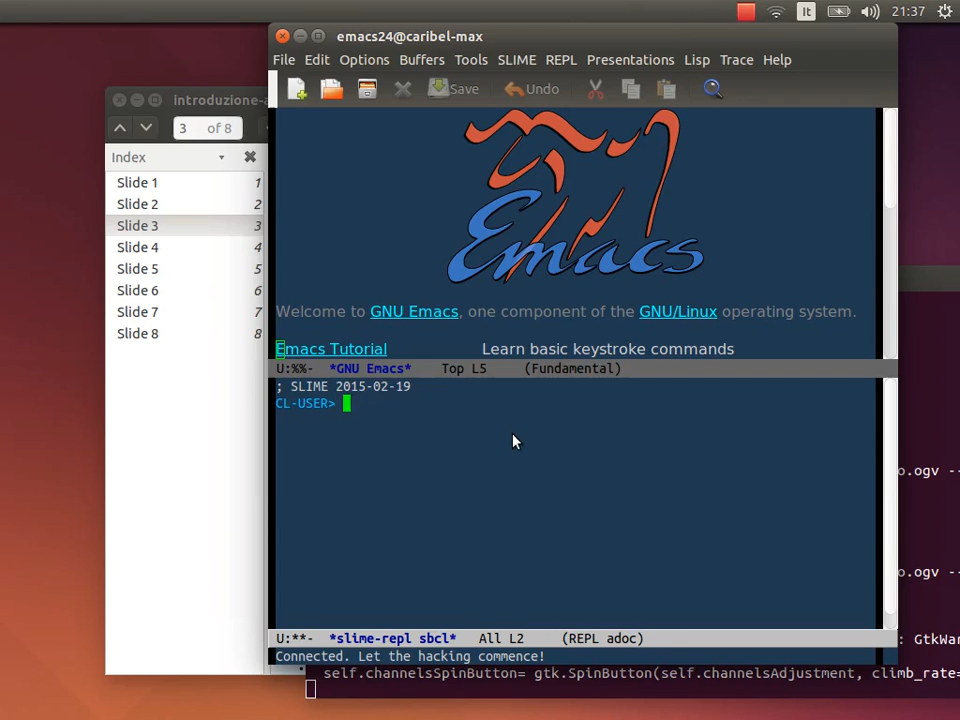 It 21:37
emacs24@caribel-max
File Edit Options Buffers Tools SLIME REPL Presentations Lisp Trace Help
Save Undo
introduzione-a
3 of 8
Index
Slide 1 1
Slide 2 2
Slide 3 3
Slide 4 4
Slide 5 5
Slide 6 6
Slide 7 7
Slide 8 8
Emacs
Welcome to GNU Emacs, one component of the GNU/Linux operating system.
Emacs Tutorial Learn basic keystroke commands
U:%%- *GNU Emacs* Top L5 (Fundamental)
; SLIME 2015-02-19
CL-USER>
o.ogv --
o.ogv --
U:**- *slime-repl sbcl* All L2 (REPL adoc)
: GtkWar
Connected. Let the hacking commence!
self.channelsSpinButton= gtk.SpinButton(self.channelsAdjustment, climb_rate=